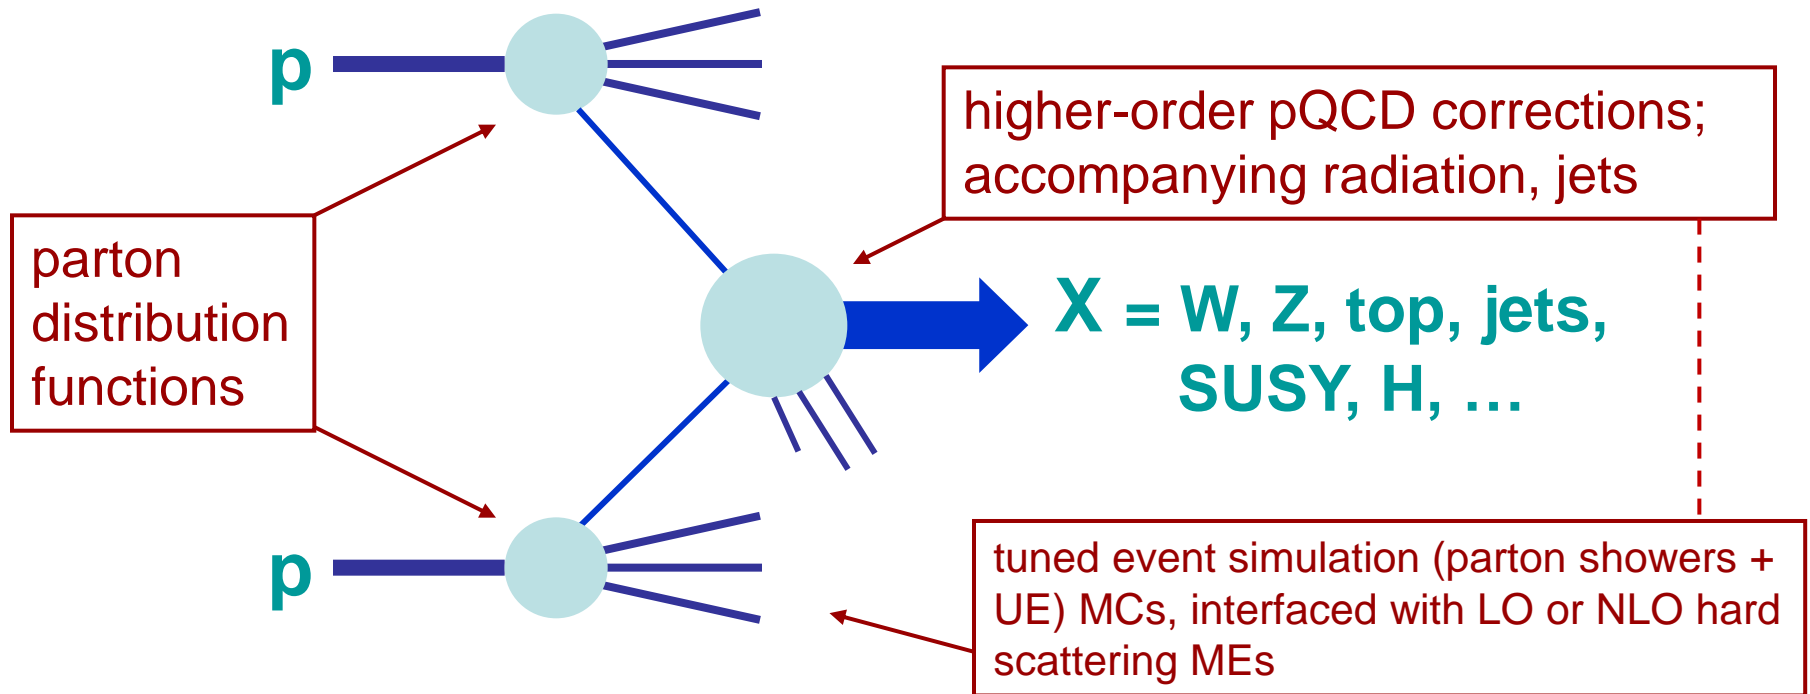 p
higher-order pQCD corrections;
accompanying radiation, jets
parton
distribution
functions
X = W, Z, top, jets,
SUSY, H, …
p
tuned event simulation (parton showers +
UE) MCs, interfaced with LO or NLO hard
scattering MEs